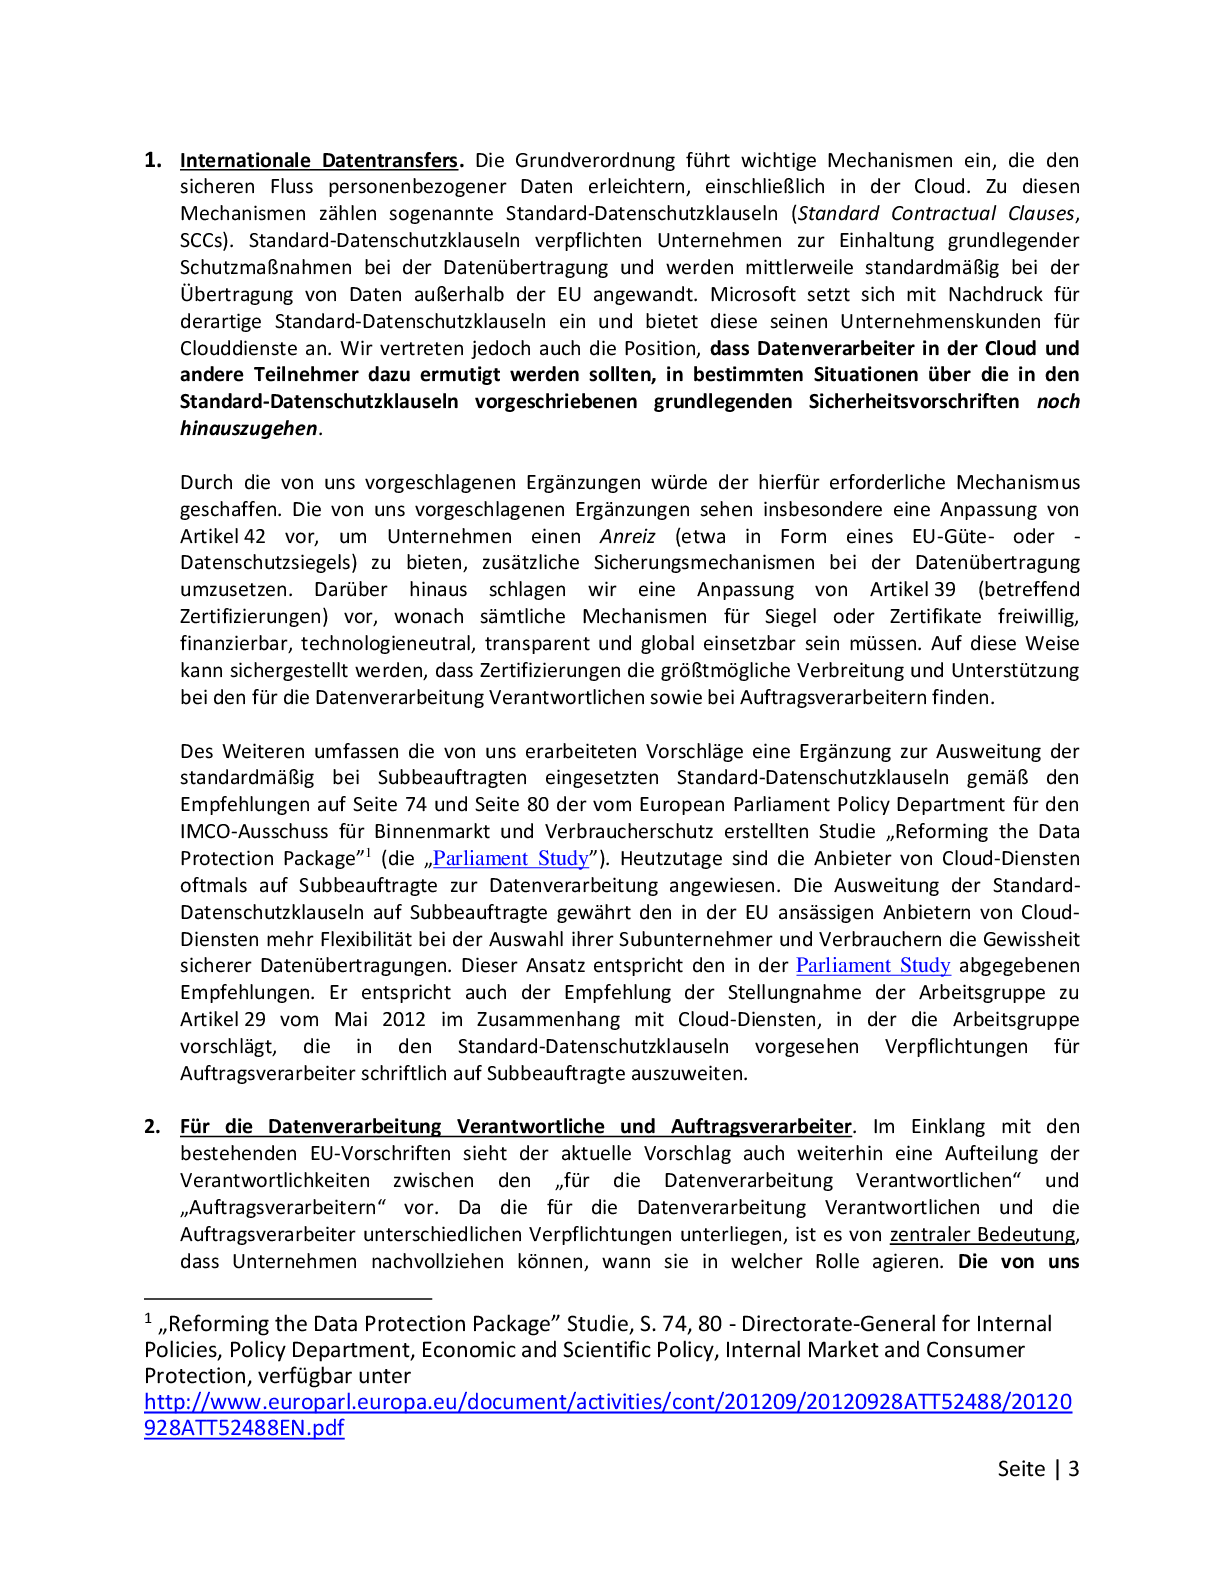 1. Internationale Datentransfers. Die Grundverordnung führt wichtige Mechanismen ein, die den
sicheren Fluss personenbezogener Daten erleichtern, einschließlich in der Cloud. Zu diesen
Mechanismen zählen sogenannte Standard-Datenschutzklauseln (Standard Contractual Clauses,
SCCs). Standard-Datenschutzklauseln verpflichten Unternehmen zur Einhaltung grundlegender
Schutzmaßnahmen bei der Datenübertragung und werden mittlerweile standardmäßig bei der
Übertragung von Daten außerhalb der EU angewandt. Microsoft setzt sich mit Nachdruck für
derartige Standard-Datenschutzklauseln ein und bietet diese seinen Unternehmenskunden für
Clouddienste an. Wir vertreten jedoch auch die Position, dass Datenverarbeiter in der Cloud und
andere Teilnehmer dazu ermutigt werden sollten, in bestimmten Situationen über die in den
Standard-Datenschutzklauseln vorgeschriebenen grundlegenden Sicherheitsvorschriften noch
hinauszugehen.
Durch die von uns vorgeschlagenen Ergänzungen würde der hierfür erforderliche Mechanismus
geschaffen. Die von uns vorgeschlagenen Ergänzungen sehen insbesondere eine Anpassung von
Artikel 42 vor, um Unternehmen einen Anreiz (etwa in Form eines EU-Güte- oder -
Datenschutzsiegels) zu bieten, zusätzliche Sicherungsmechanismen bei der Datenübertragung
umzusetzen. Darüber hinaus schlagen wir eine Anpassung von Artikel 39 (betreffend
Zertifizierungen) vor, wonach sämtliche Mechanismen für Siegel oder Zertifikate freiwillig,
finanzierbar, technologieneutral, transparent und global einsetzbar sein müssen. Auf diese Weise
kann sichergestellt werden, dass Zertifizierungen die größtmögliche Verbreitung und Unterstützung
bei den für die Datenverarbeitung Verantwortlichen sowie bei Auftragsverarbeitern finden.
Des Weiteren umfassen die von uns erarbeiteten Vorschläge eine Ergänzung zur Ausweitung der
standardmäßig bei Subbeauftragten eingesetzten Standard-Datenschutzklauseln gemäß den
Empfehlungen auf Seite 74 und Seite 80 der vom European Parliament Policy Department für den
IMCO-Ausschuss für Binnenmarkt und Verbraucherschutz erstellten Studie „Reforming the Data
Protection Package”1 (die „Parliament Study”). Heutzutage sind die Anbieter von Cloud-Diensten
oftmals auf Subbeauftragte zur Datenverarbeitung angewiesen. Die Ausweitung der Standard-
Datenschutzklauseln auf Subbeauftragte gewährt den in der EU ansässigen Anbietern von Cloud-
Diensten mehr Flexibilität bei der Auswahl ihrer Subunternehmer und Verbrauchern die Gewissheit
sicherer Datenübertragungen. Dieser Ansatz entspricht den in der Parliament Study abgegebenen
Empfehlungen. Er entspricht auch der Empfehlung der Stellungnahme der Arbeitsgruppe zu
Artikel 29 vom Mai 2012 im Zusammenhang mit Cloud-Diensten, in der die Arbeitsgruppe
vorschlägt, die in den Standard-Datenschutzklauseln vorgesehen Verpflichtungen für
Auftragsverarbeiter schriftlich auf Subbeauftragte auszuweiten.
2. Für die Datenverarbeitung Verantwortliche und Auftragsverarbeiter. Im Einklang mit den
bestehenden EU-Vorschriften sieht der aktuelle Vorschlag auch weiterhin eine Aufteilung der
Verantwortlichkeiten zwischen den „für die Datenverarbeitung Verantwortlichen“ und
„Auftragsverarbeitern“ vor. Da die für die Datenverarbeitung Verantwortlichen und die
Auftragsverarbeiter unterschiedlichen Verpflichtungen unterliegen, ist es von zentraler Bedeutung,
dass Unternehmen nachvollziehen können, wann sie in welcher Rolle agieren. Die von uns
1 „Reforming the Data Protection Package” Studie, S. 74, 80 - Directorate-General for Internal
Policies, Policy Department, Economic and Scientific Policy, Internal Market and Consumer
Protection, verfügbar unter
http://www.europarl.europa.eu/document/activities/cont/201209/20120928ATT52488/20120
928ATT52488EN.pdf
Seite | 3